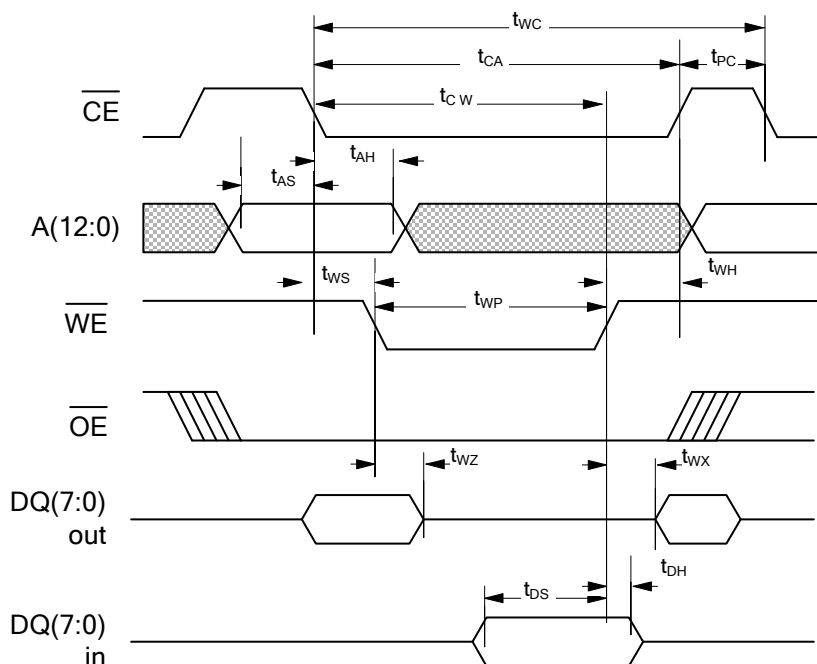 tWC
tCA
tPC
CE
tC W
tAH
tAS
A(12:0)
tWS
tWH
WE
tWP
OE
tWZ
tWX
DQ(7:0)
out
tDH
tDS
DQ(7:0)
in